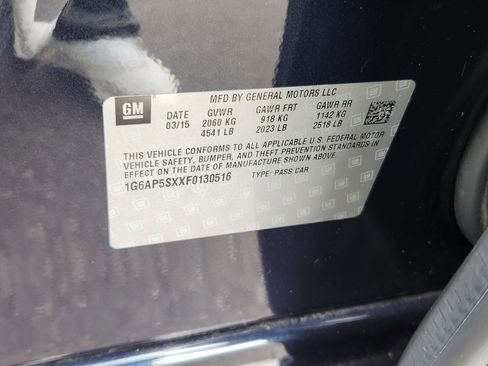 MFD BY GENERAL MOTORS LLC
GM
DATE GVWR GAWR FRT GAWR RR
03/15 2060 KG 918 KG 1142 KG
4541 LB 2023 LB 2518 LB
THIS VEHICLE CONFORMS TO ALL APPLICABLE U.S. FEDERAL MOTOR
VEHICLE SAFETY, BUMPER, AND THEFT PREVENTION STANDARDS IN
EFFECT ON THE DATE OF MANUFACTURE SHOWN ABOVE.
1G6AP5SXXF0130516 TYPE: PASS CAR